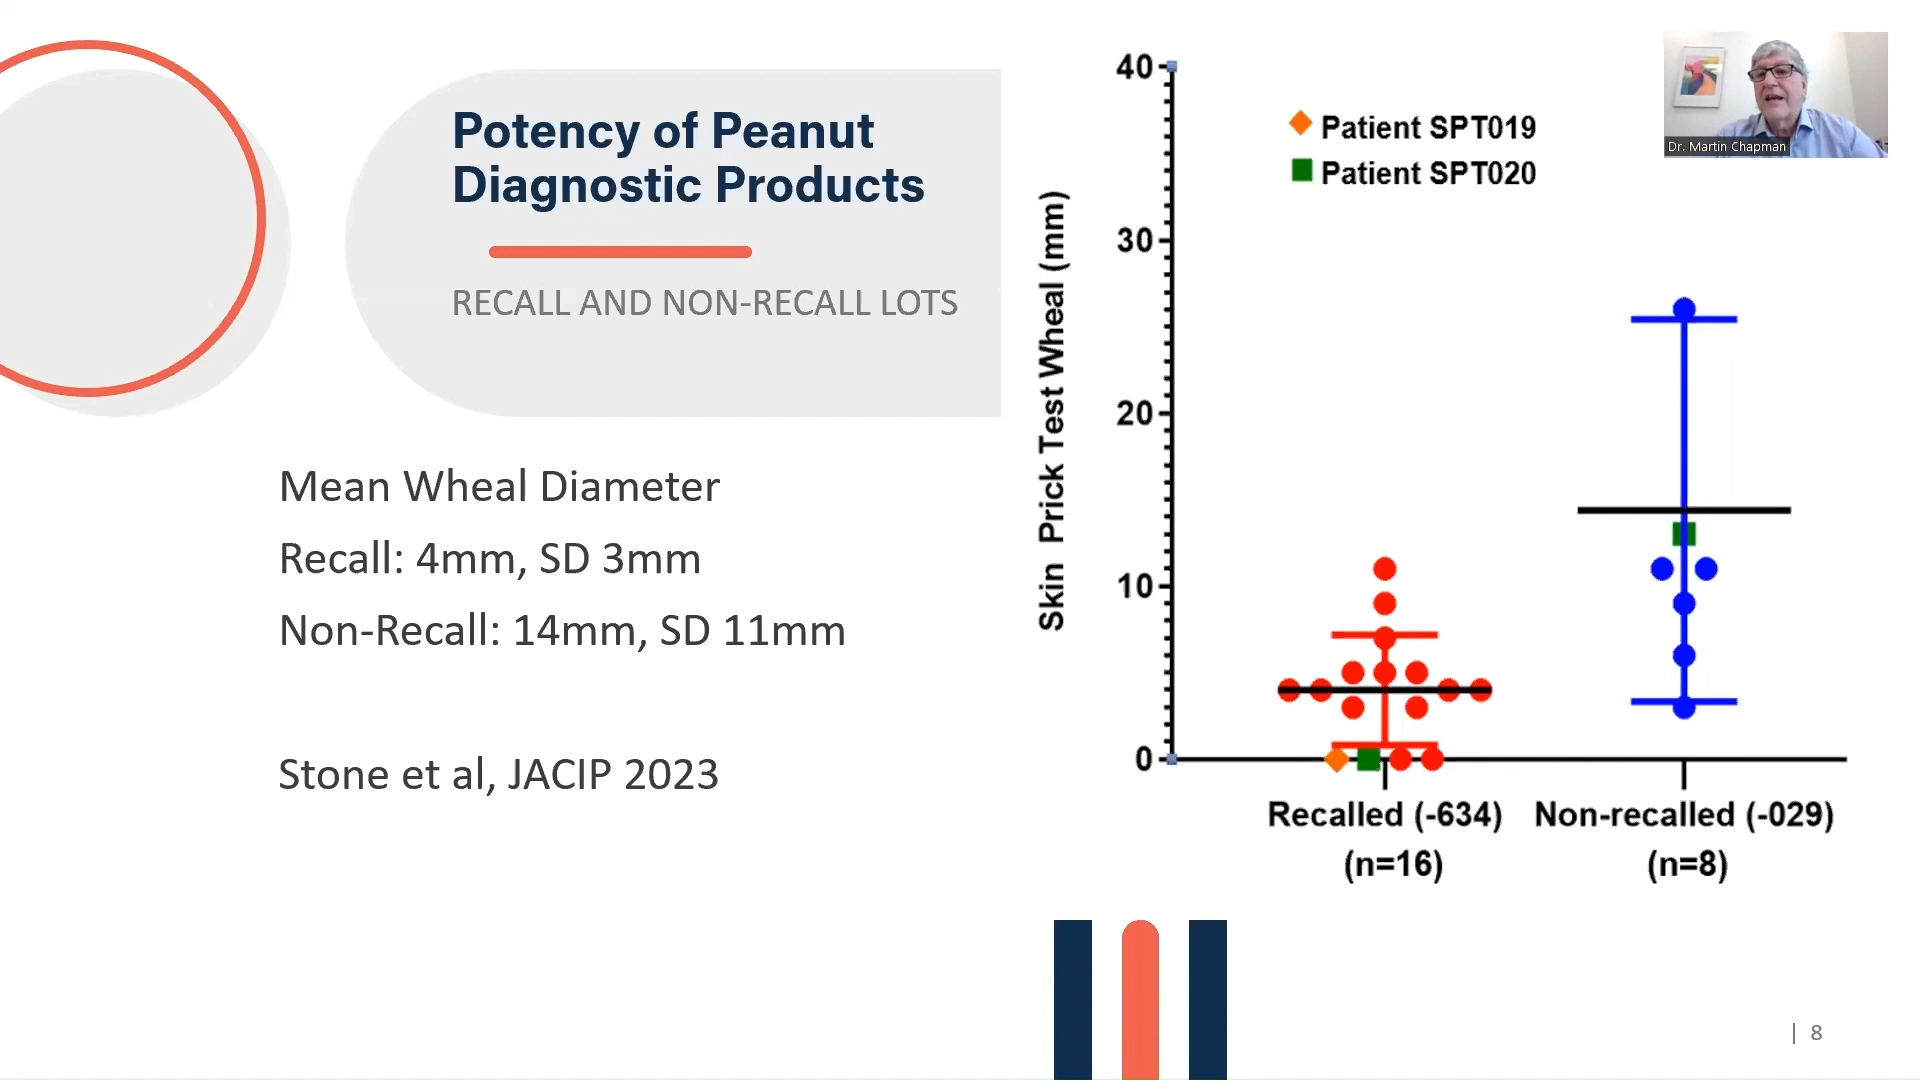 Potency of Peanut
Diagnostic Products
RECALL AND NON-RECALL LOTS
Mean Wheal Diameter
Recall: 4mm, SD 3mm
Non-Recall: 14mm, SD 11mm
Stone et al, JACIP 2023
Skin Prick Test Wheal (mm)
40
30
20
10
0
Patient SPT019
Patient SPT020
Recalled (-634)
(n=16)
Non-recalled (-029)
(n=8)
Dr. Martin Chapman
| 8